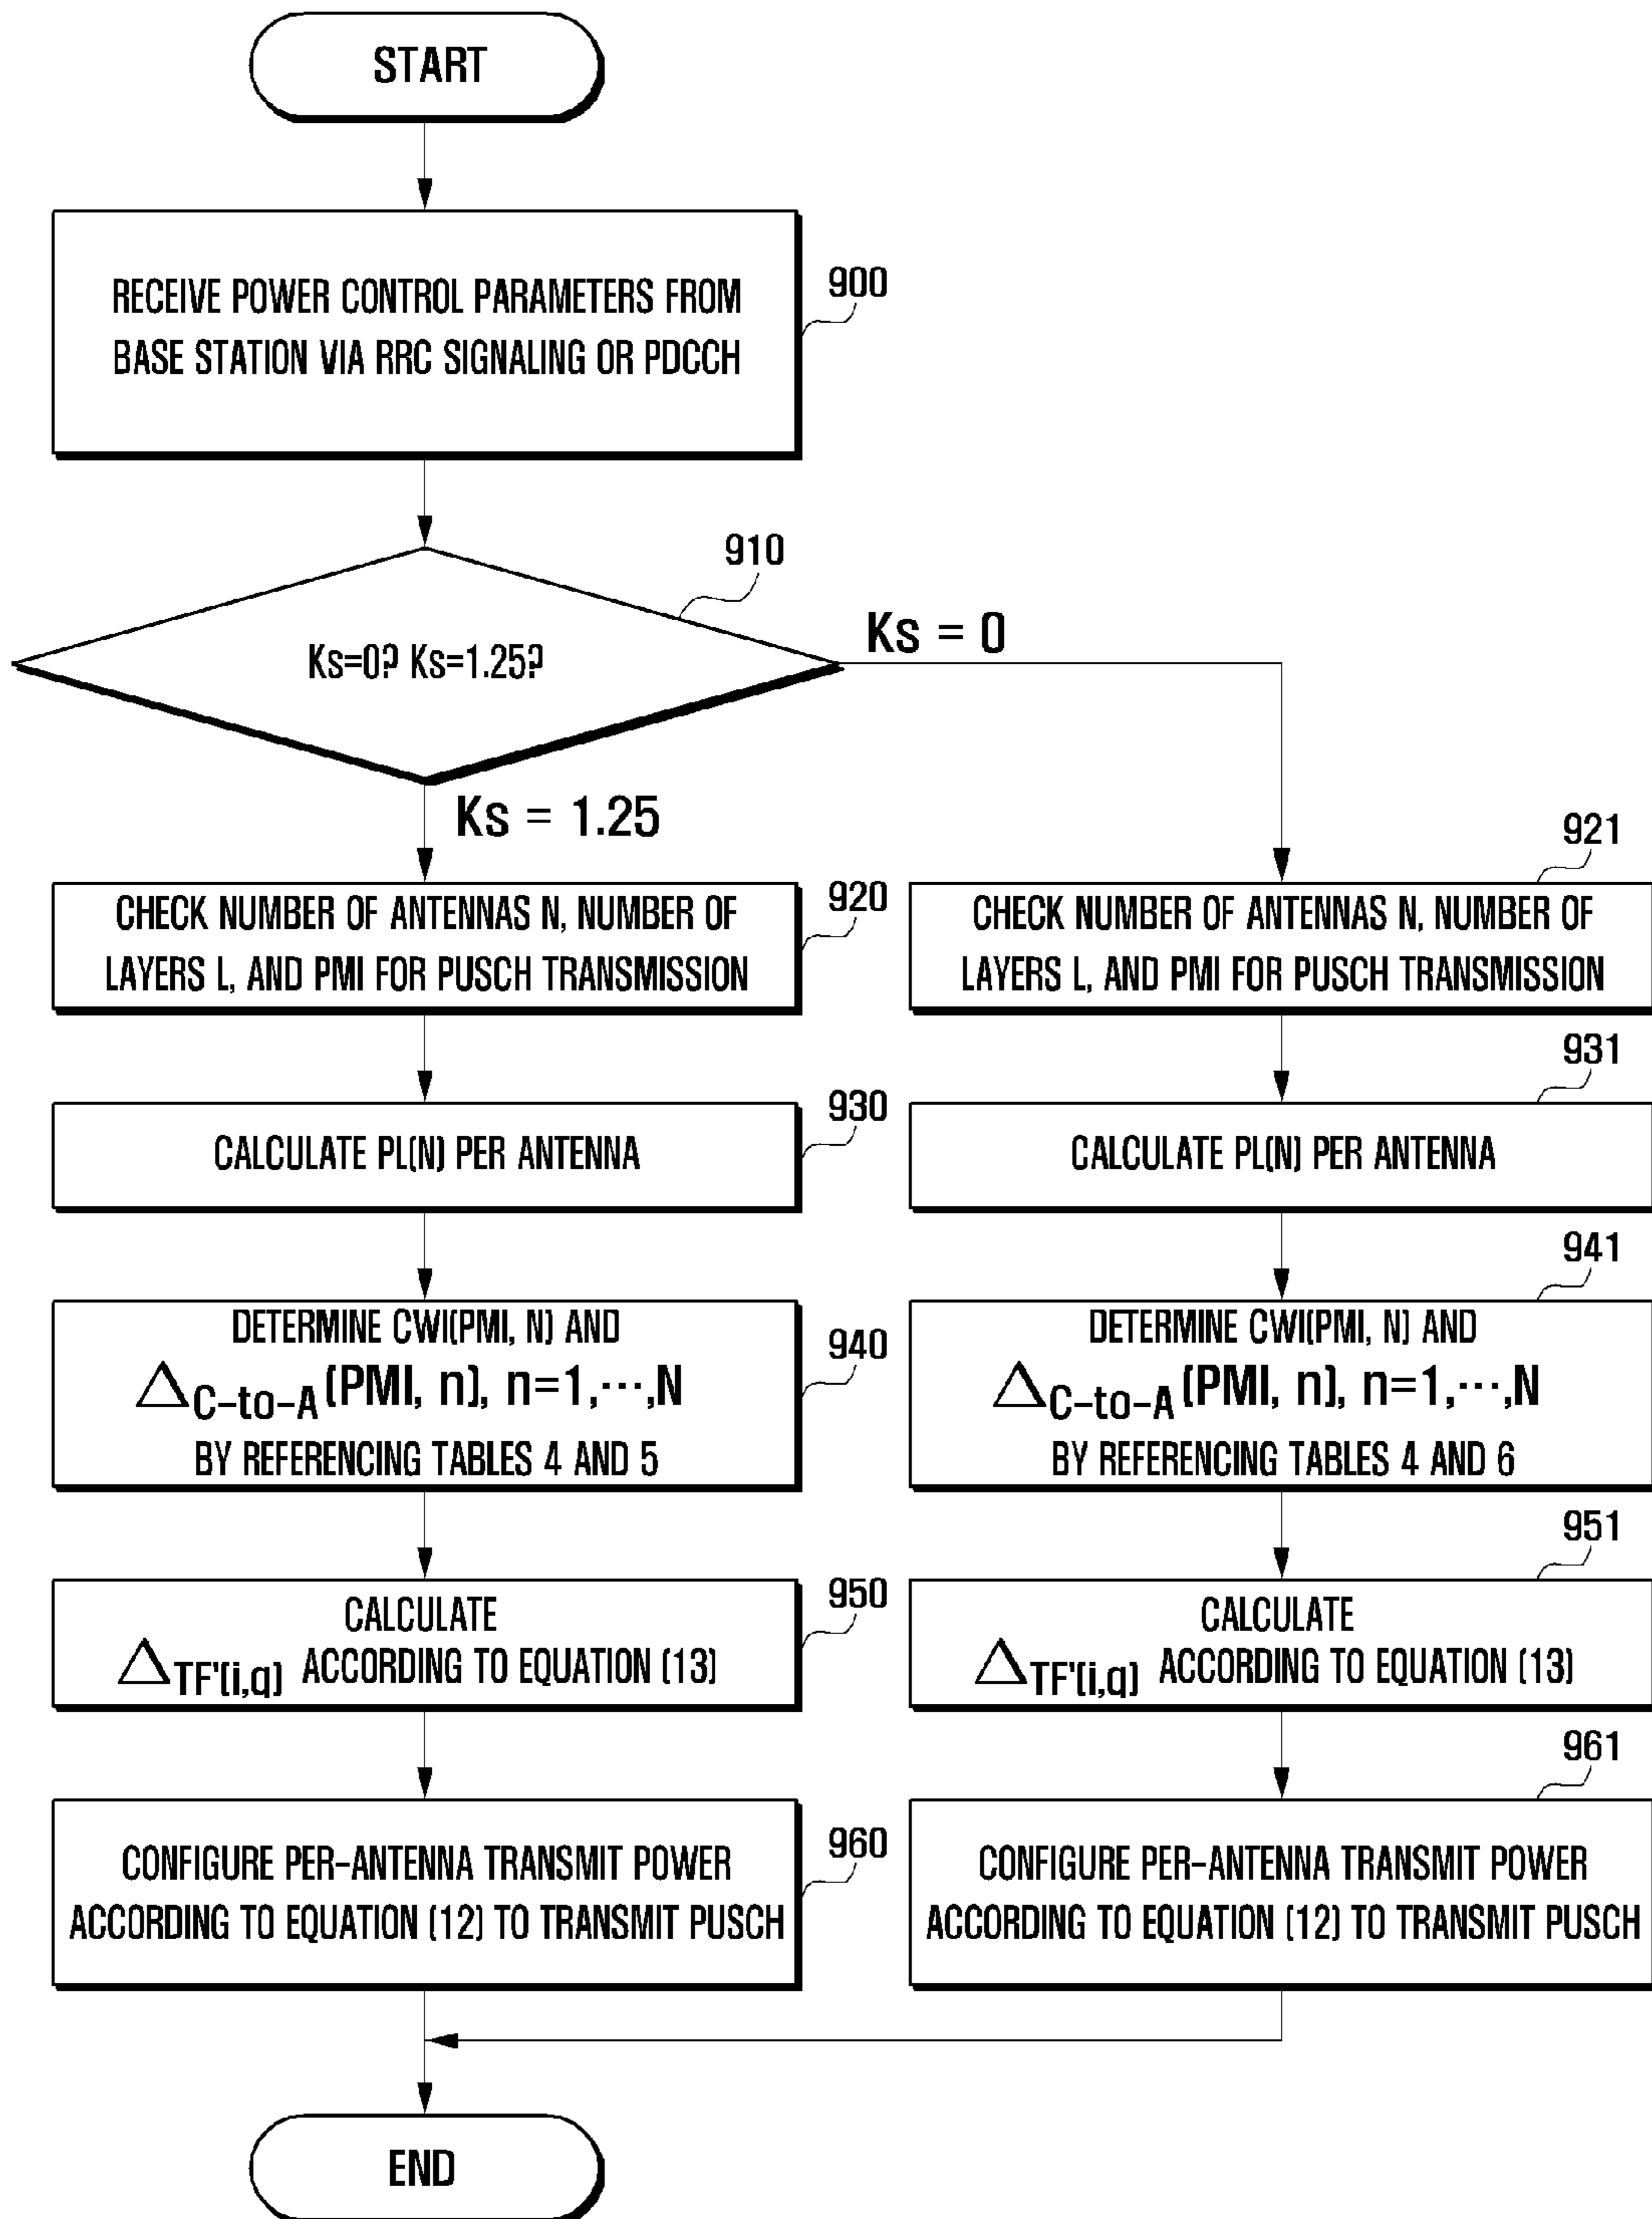 START
RECEIVE POWER CONTROL PARAMETERS FROM
BASE STATION VIA RRC SIGNALING OR PDCCH
900
910
Ks=0? Ks=1.25?
Ks = 0
Ks = 1.25
CHECK NUMBER OF ANTENNAS N, NUMBER OF
LAYERS L, AND PMI FOR PUSCH TRANSMISSION
920
921
CHECK NUMBER OF ANTENNAS N, NUMBER OF
LAYERS L, AND PMI FOR PUSCH TRANSMISSION
CALCULATE PL(N) PER ANTENNA
930
931
CALCULATE PL(N) PER ANTENNA
DETERMINE CWI(PMI, N) AND
△C-to-A(PMI, n), n=1,···,N
BY REFERENCING TABLES 4 AND 5
940
941
DETERMINE CWI(PMI, N) AND
△C-to-A(PMI, n), n=1,···,N
BY REFERENCING TABLES 4 AND 6
CALCULATE
△TF'(i,q) ACCORDING TO EQUATION (13)
950
951
CALCULATE
△TF'(i,q) ACCORDING TO EQUATION (13)
CONFIGURE PER-ANTENNA TRANSMIT POWER
ACCORDING TO EQUATION (12) TO TRANSMIT PUSCH
960
961
CONFIGURE PER-ANTENNA TRANSMIT POWER
ACCORDING TO EQUATION (12) TO TRANSMIT PUSCH
END